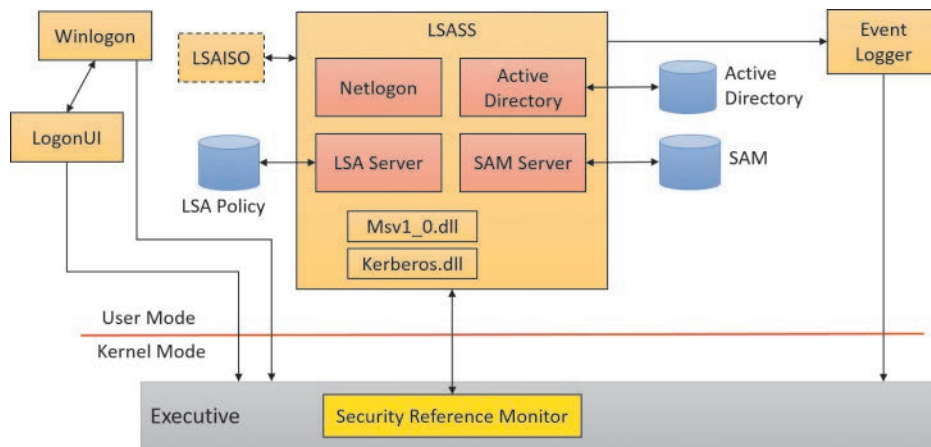 Winlogon
LogonUI
LSAISO
LSASS
Netlogon
Active
Directory
LSA Server
SAM Server
Msv1_0.dll
Kerberos.dll
LSA Policy
Active
Directory
SAM
Event
Logger
User Mode
Kernel Mode
Executive
Security Reference Monitor